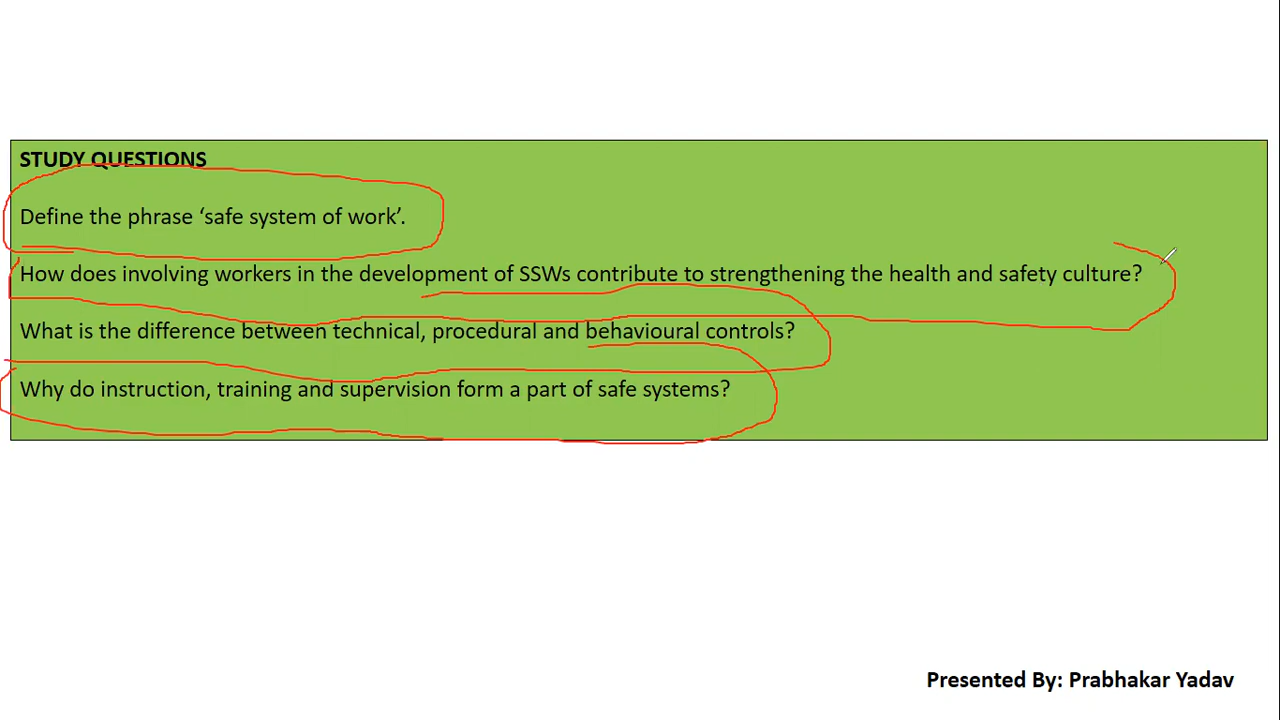 STUDY QUESTIONS
Define the phrase ‘safe system of work’.
How does involving workers in the development of SSWs contribute to strengthening the health and safety culture?
What is the difference between technical, procedural and behavioural controls?
Why do instruction, training and supervision form a part of safe systems?
Presented By: Prabhakar Yadav